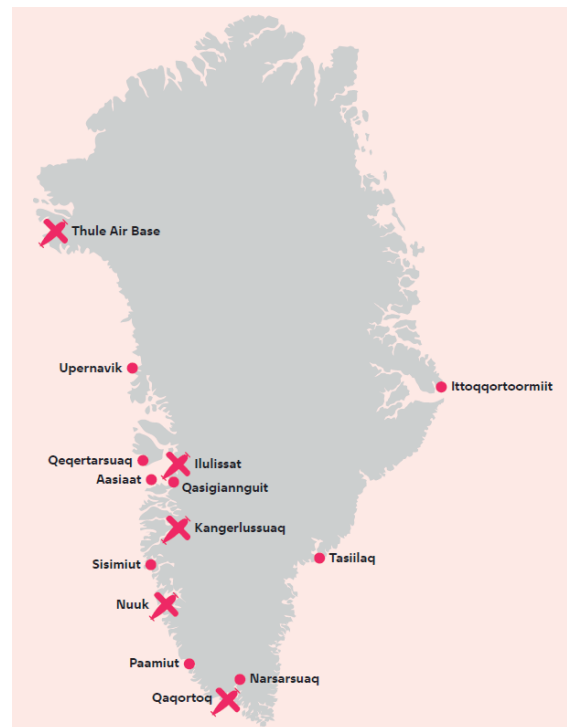 Thule Air Base
Upernavik
Ittoqqortoormiit
Qeqertarsuaq
Ilulissat
Aasiaat
Qasigiannguit
Kangerlussuaq
Tasiilaq
Sisimiut
Nuuk
Paamiut
Narsarsuaq
Qaqortoq